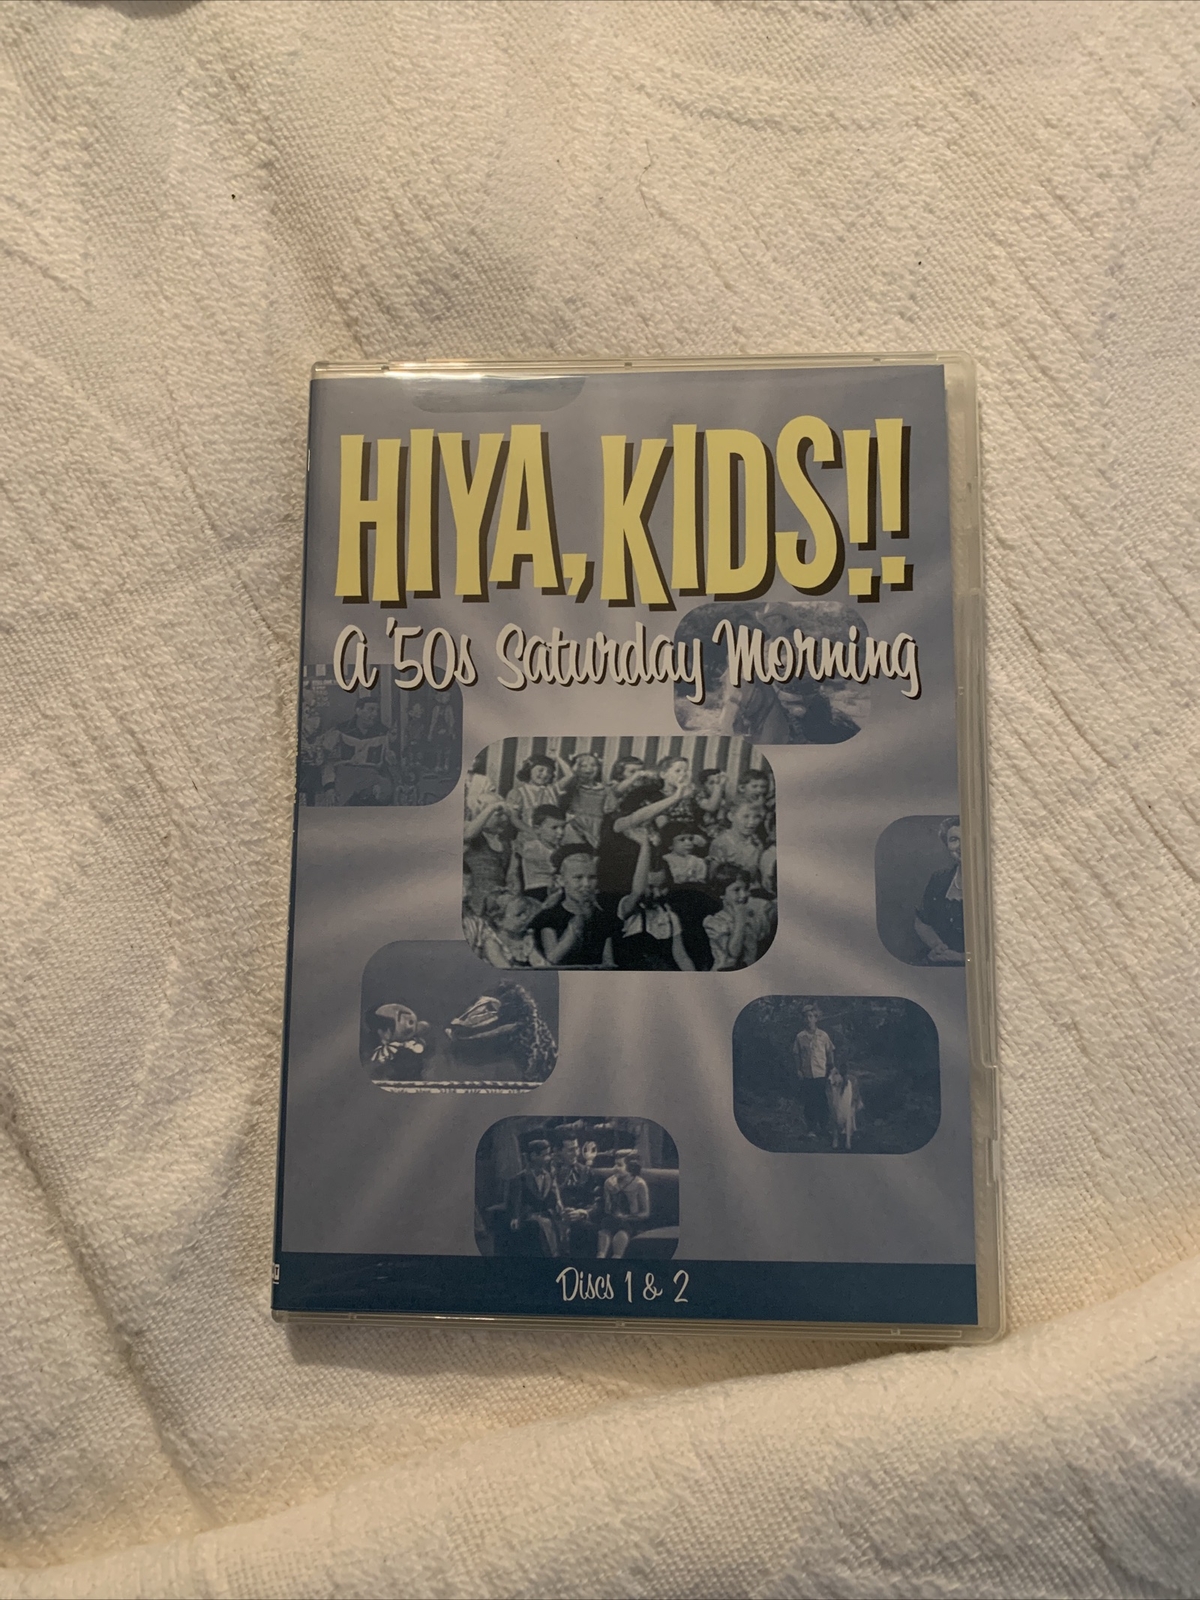 HIYA, KIDS!!
A '50s Saturday Morning
Discs 1 & 2